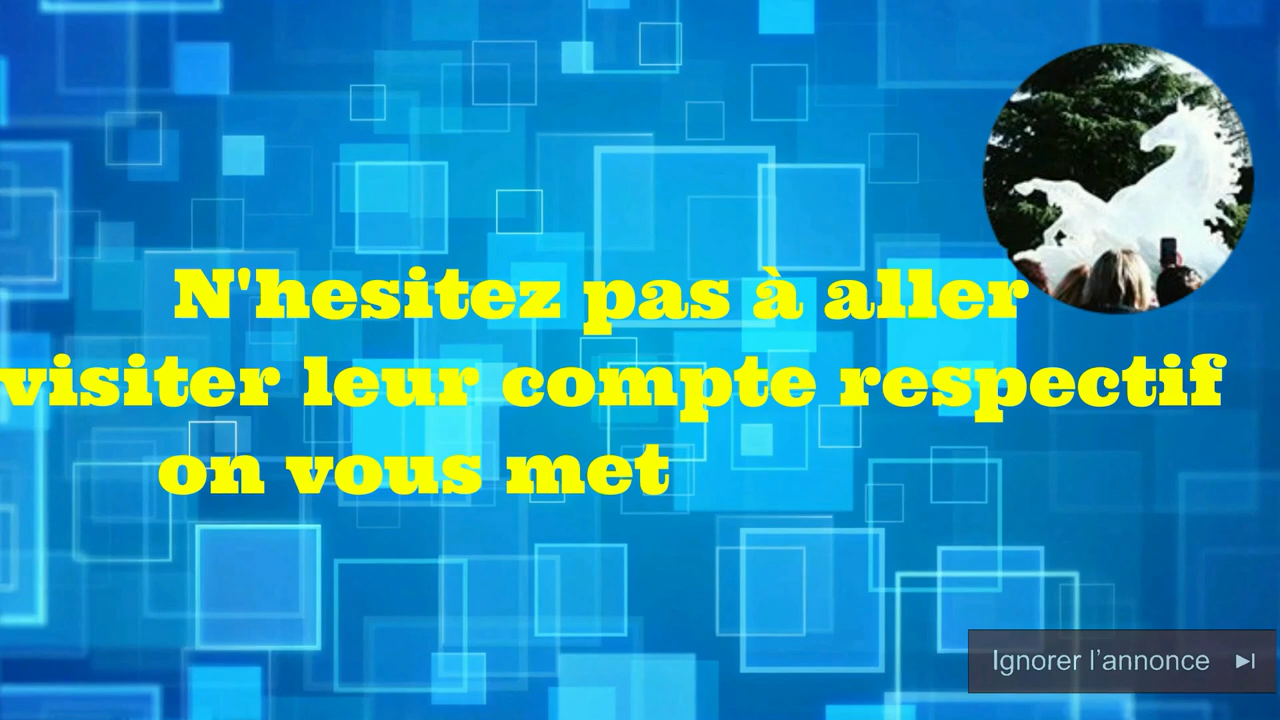 N'hesitez pas à aller
visiter leur compte respectif
on vous met
Ignorer l'annonce